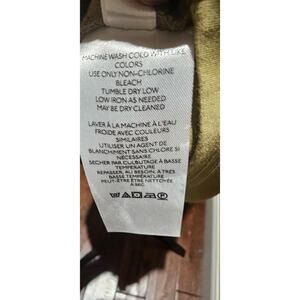 MACHINE WASH COLD WITH LIKE
COLORS
USE ONLY NON-CHLORINE
BLEACH
TUMBLE DRY LOW
LOW IRON AS NEEDED
MAY BE DRY CLEANED
LAVER À LA MACHINE À L'EAU
FROIDE AVEC COULEURS
SIMILAIRES
UTILISER UN AGENT DE
BLANCHIMENT SANS CHLORE SI
NÉCESSAIRE
SÉCHER PAR CULBUTAGE À BASSE
TEMPÉRATURE
REPASSER, AU BESOIN, À TRÈS
BASSE TEMPÉRATURE
PEUT-ÊTRE ÊTRE NETTOYÉE
À SEC